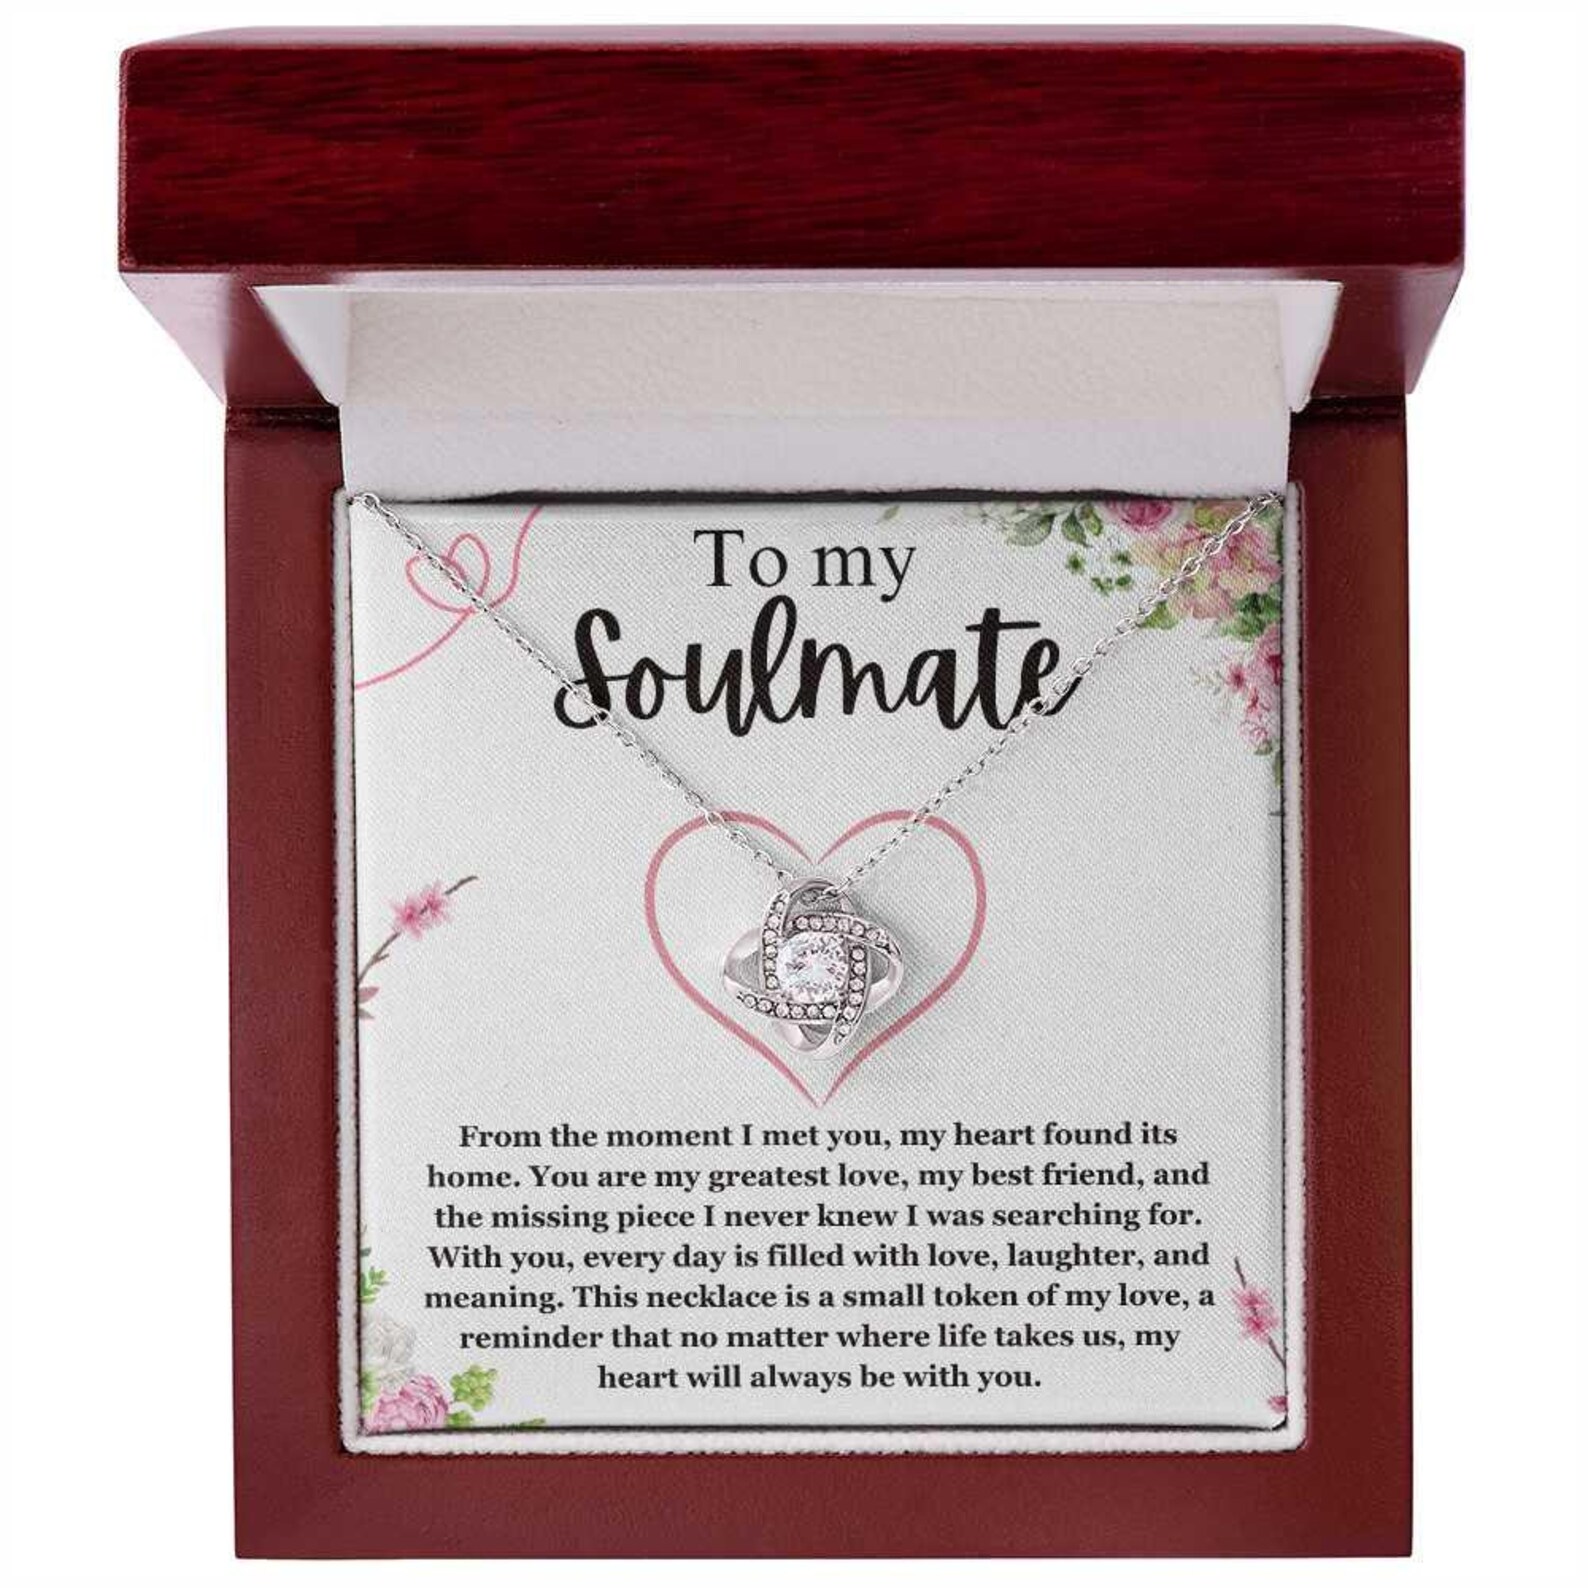 To my
Soulmate
From the moment I met you, my heart found its
home. You are my greatest love, my best friend, and
the missing piece I never knew I was searching for.
With you, every day is filled with love, laughter, and
meaning. This necklace is a small token of my love, a
reminder that no matter where life takes us, my
heart will always be with you.